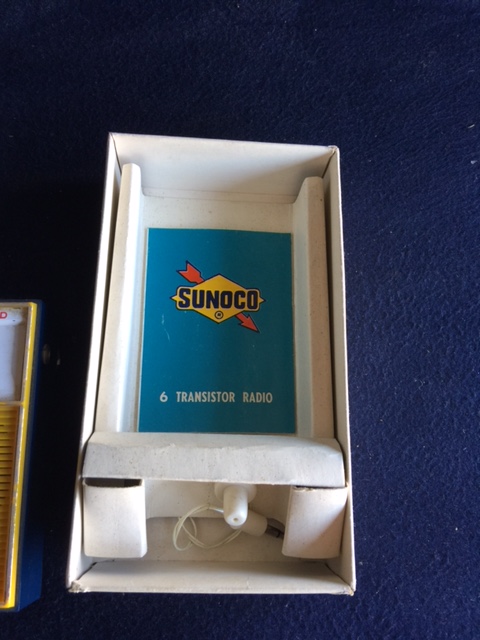 SUNOCO
®
6 TRANSISTOR RADIO
D